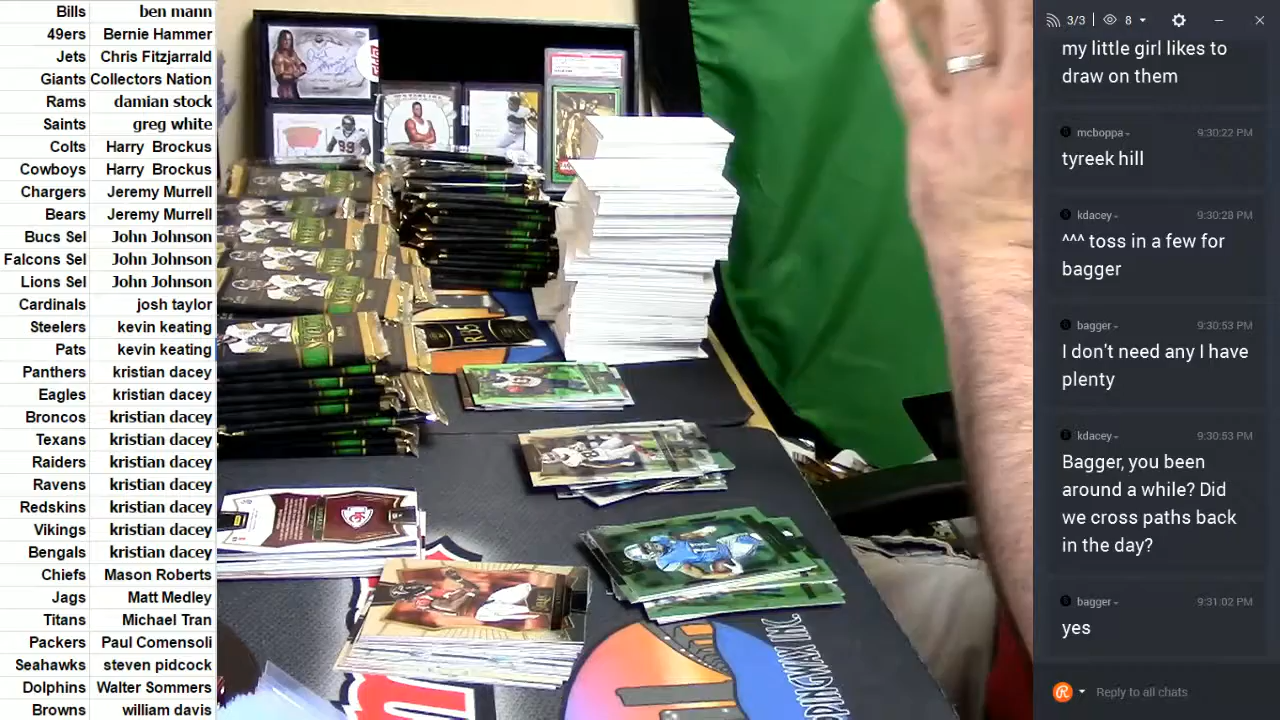 Bills ben mann
49ers Bernie Hammer
Jets Chris Fitzjarrald
Giants Collectors Nation
Rams damian stock
Saints greg white
Colts Harry Brockus
Cowboys Harry Brockus
Chargers Jeremy Murrell
Bears Jeremy Murrell
Bucs Sel John Johnson
Falcons Sel John Johnson
Lions Sel John Johnson
Cardinals josh taylor
Steelers kevin keating
Pats kevin keating
Panthers kristian dacey
Eagles kristian dacey
Broncos kristian dacey
Texans kristian dacey
Raiders kristian dacey
Ravens kristian dacey
Redskins kristian dacey
Vikings kristian dacey
Bengals kristian dacey
Chiefs Mason Roberts
Jags Matt Medley
Titans Michael Tran
Packers Paul Comensoli
Seahawks steven pidcock
Dolphins Walter Sommers
Browns william davis
99
3/3 8
my little girl likes to
draw on them
mcboppa 9:30:22 PM
tyreek hill
kdacey 9:30:28 PM
^^^ toss in a few for
bagger
bagger 9:30:53 PM
I don't need any I have
plenty
kdacey 9:30:53 PM
Bagger, you been
around a while? Did
we cross paths back
in the day?
bagger 9:31:02 PM
yes
Reply to all chats